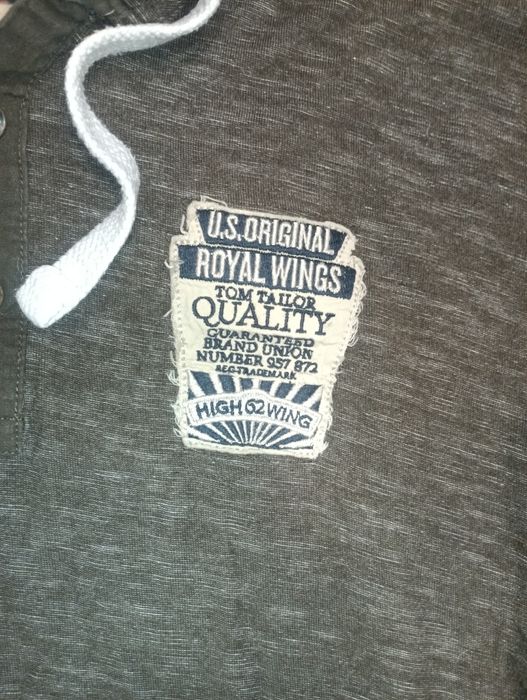 U.S. ORIGINAL
ROYAL WINGS
TOM TAILOR
QUALITY
GUARANTEED
BRAND UNION
NUMBER 957 872
REG.TRADEMARK
HIGH 62 WING